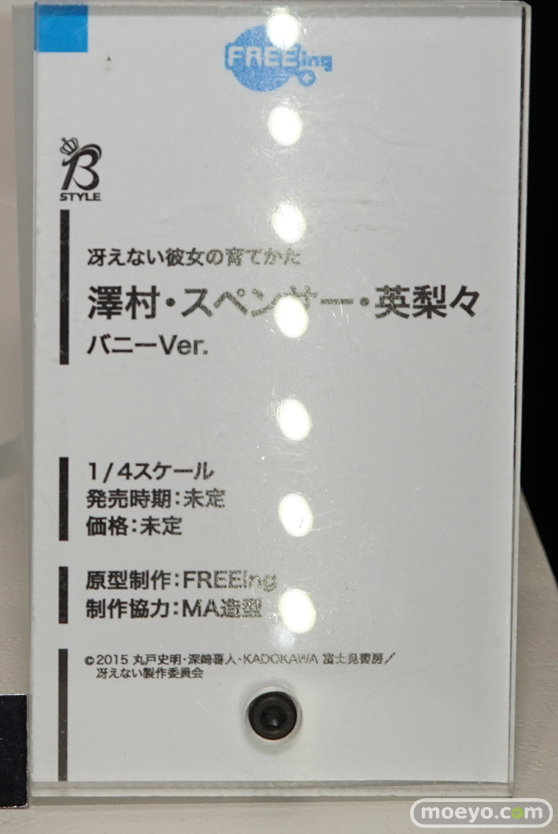 FREEing
B
STYLE
冴えない彼女の育てかた
澤村・スペンサー・英梨々
バニーVer.
1/4スケール
発売時期：未定
価格：未定
原型制作：FREEing
制作協力：MA造型
©2015 丸戸史明・深崎暮人・KADOKAWA 富士見書房／
冴えない製作委員会
moeyo.com